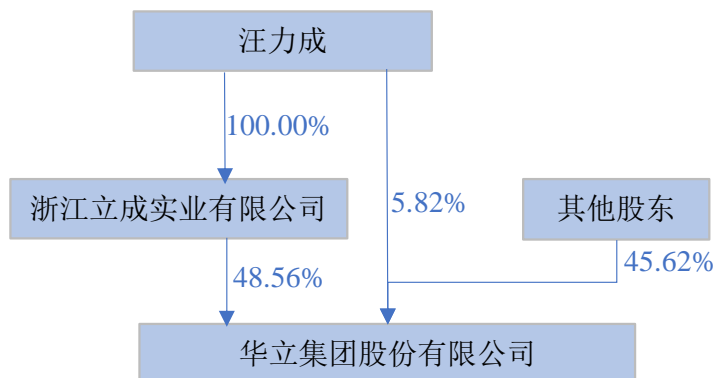 汪力成
100.00%
浙江立成实业有限公司
5.82%
其他股东
48.56%
45.62%
华立集团股份有限公司